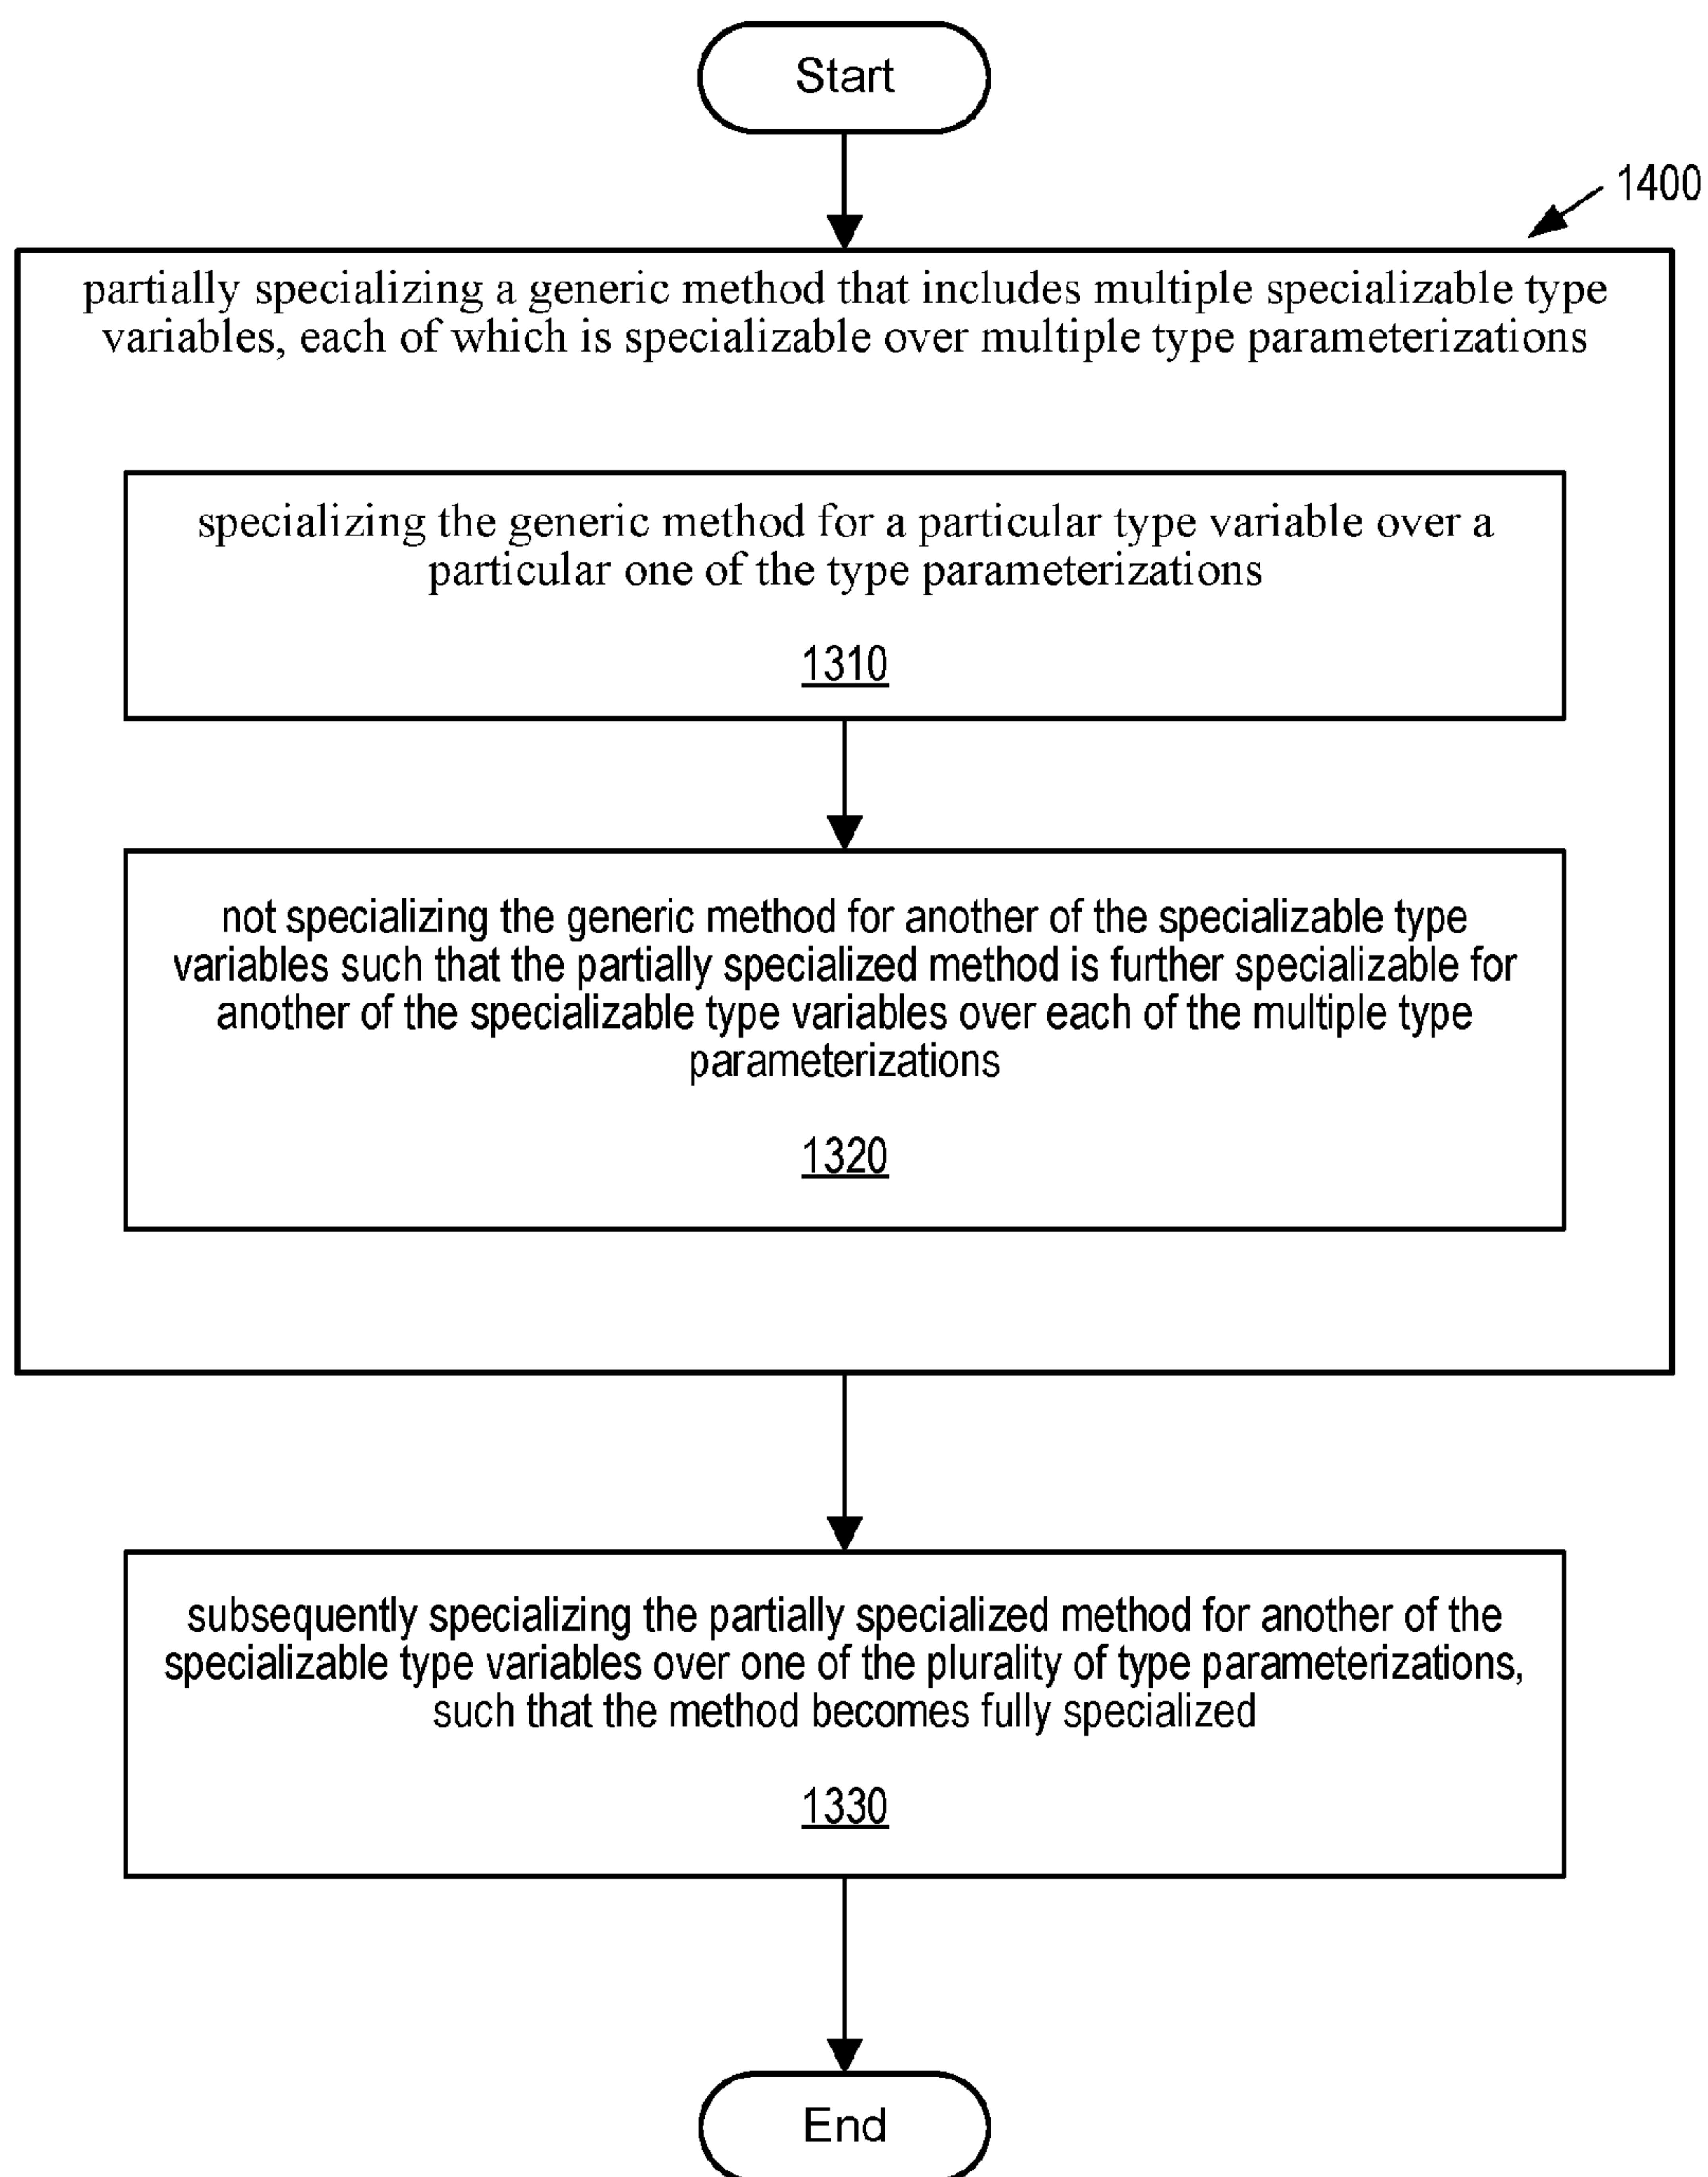 Start
1400
partially specializing a generic method that includes multiple specializable type
variables, each of which is specializable over multiple type parameterizations
specializing the generic method for a particular type variable over a
particular one of the type parameterizations
1310
not specializing the generic method for another of the specializable type
variables such that the partially specialized method is further specializable for
another of the specializable type variables over each of the multiple type
parameterizations
1320
subsequently specializing the partially specialized method for another of the
specializable type variables over one of the plurality of type parameterizations,
such that the method becomes fully specialized
1330
End